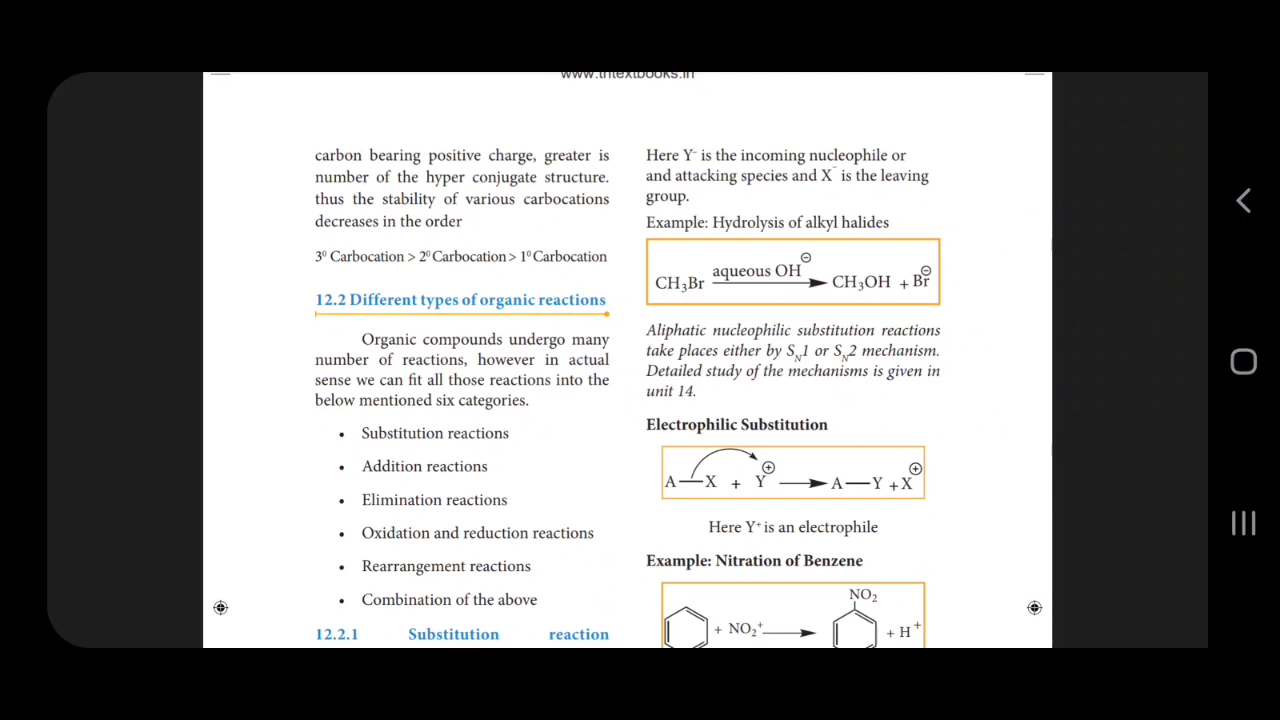 www.tntextbooks.in
carbon bearing positive charge, greater is
number of the hyper conjugate structure.
thus the stability of various carbocations
decreases in the order
3⁰ Carbocation > 2⁰ Carbocation > 1⁰ Carbocation
12.2 Different types of organic reactions
Organic compounds undergo many
number of reactions, however in actual
sense we can fit all those reactions into the
below mentioned six categories.
• Substitution reactions
• Addition reactions
• Elimination reactions
• Oxidation and reduction reactions
• Rearrangement reactions
• Combination of the above
12.2.1 Substitution reaction
Here Y⁻ is the incoming nucleophile or
and attacking species and X⁻ is the leaving
group.
Example: Hydrolysis of alkyl halides
CH₃Br aqueous OH⊖ → CH₃OH + Br⊖
Aliphatic nucleophilic substitution reactions
take places either by S_N1 or S_N2 mechanism.
Detailed study of the mechanisms is given in
unit 14.
Electrophilic Substitution
A—X + Y⊕ → A—Y + X⊕
Here Y⁺ is an electrophile
Example: Nitration of Benzene
NO₂
+ NO₂⁺ → + H⁺